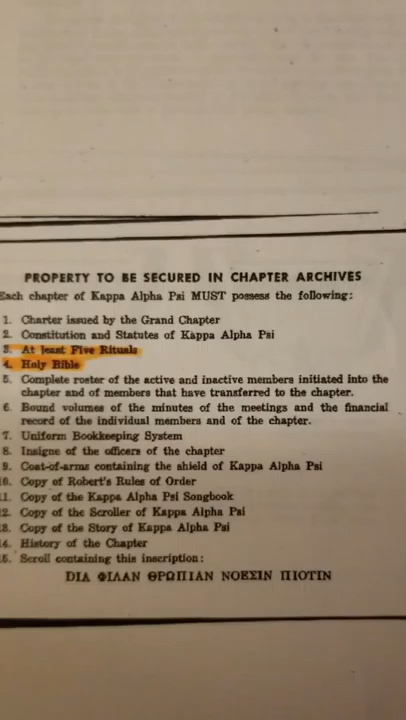 PROPERTY TO BE SECURED IN CHAPTER ARCHIVES
Each chapter of Kappa Alpha Psi MUST possess the following:
1. Charter issued by the Grand Chapter
2. Constitution and Statutes of Kappa Alpha Psi
3. At least Five Rituals
4. Holy Bible
5. Complete roster of the active and inactive members initiated into the
chapter and of members that have transferred to the chapter.
6. Bound volumes of the minutes of the meetings and the financial
record of the individual members and of the chapter.
7. Uniform Bookkeeping System
8. Insigne of the officers of the chapter
9. Coat-of-arms containing the shield of Kappa Alpha Psi
10. Copy of Robert's Rules of Order
11. Copy of the Kappa Alpha Psi Songbook
12. Copy of the Scroller of Kappa Alpha Psi
13. Copy of the Story of Kappa Alpha Psi
14. History of the Chapter
15. Scroll containing this inscription:
ΔΙΑ ΦΙΛΑΝ ΘΡΩΠΙΑΝ ΝΟΕΣΙΝ ΠΙΟΤΙΝ